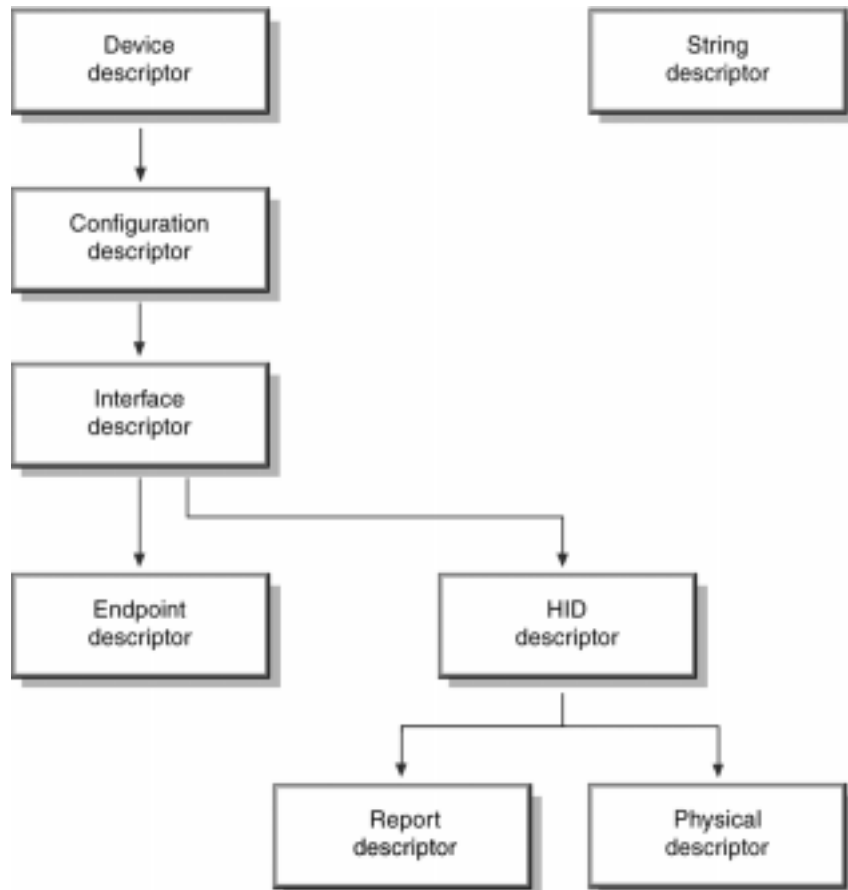 Device
descriptor
String
descriptor
Configuration
descriptor
Interface
descriptor
Endpoint
descriptor
HID
descriptor
Report
descriptor
Physical
descriptor